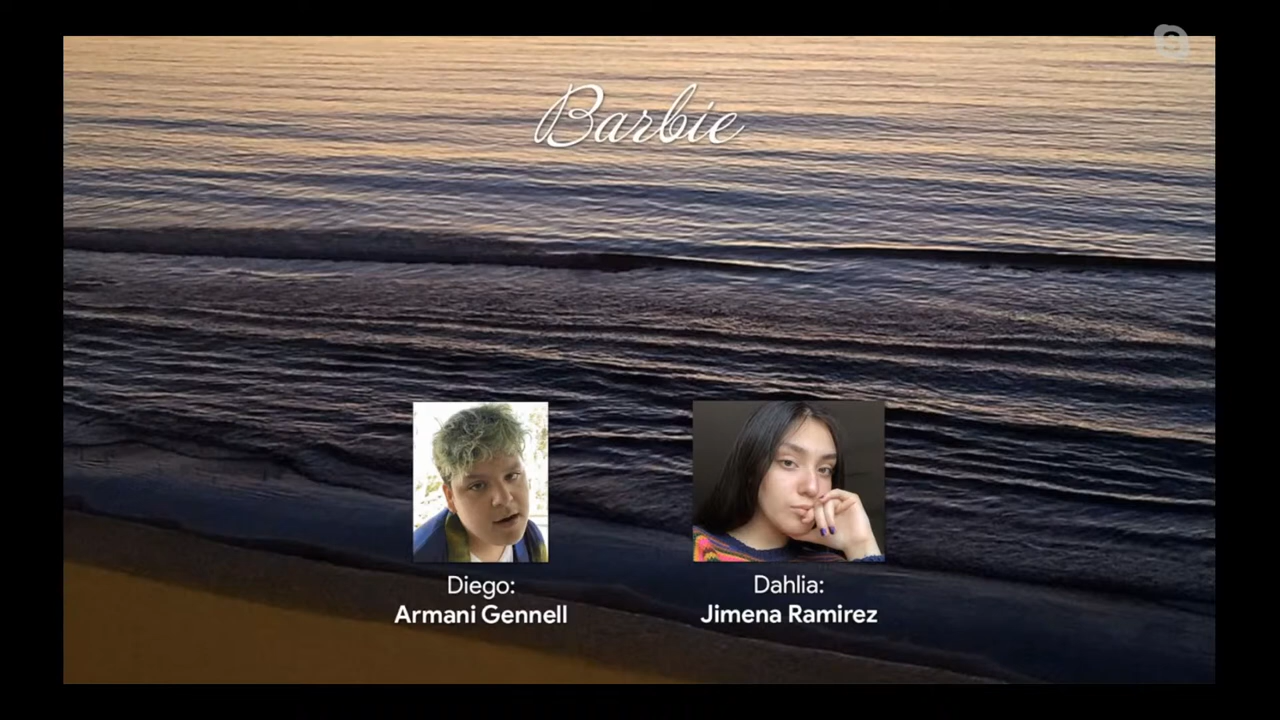 Barbie
Diego:
Armani Gennell
Dahlia:
Jimena Ramirez